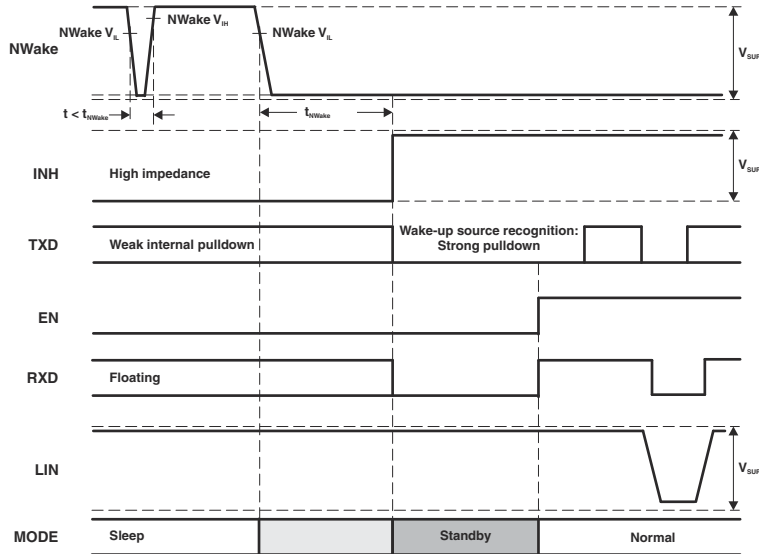 NWake V_IH
NWake V_IL
NWake V_IL
NWake
V_SUP
t < t_NWake
t_NWake
INH
High impedance
V_SUP
TXD
Weak internal pulldown
Wake-up source recognition:
Strong pulldown
EN
RXD
Floating
LIN
V_SUP
MODE
Sleep
Standby
Normal